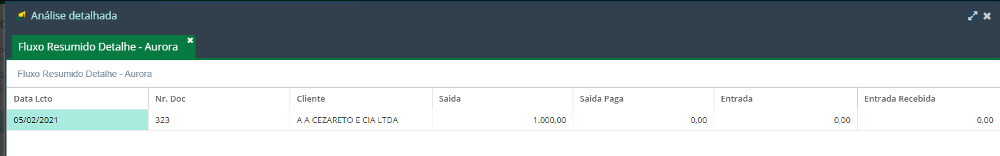 Análise detalhada
Fluxo Resumido Detalhe - Aurora
Fluxo Resumido Detalhe - Aurora
Data Lcto Nr. Doc Cliente Saida Saida Paga Entrada Entrada Recebida
05/02/2021 323 A A CEZARETO E CIA LTDA 1.000,00 0,00 0,00 0,00